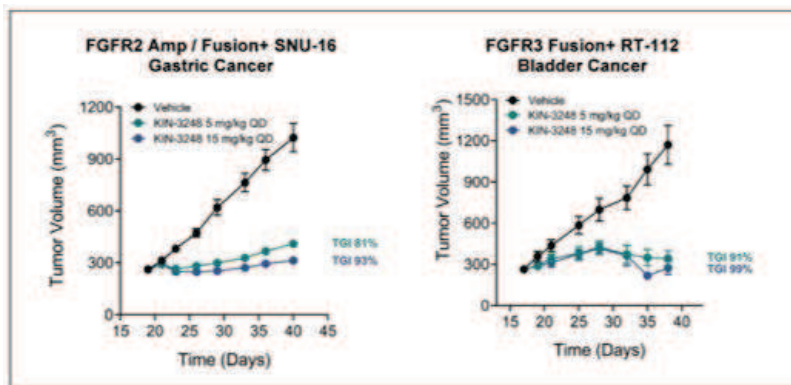 FGFR2 Amp / Fusion+ SNU-16
Gastric Cancer
Vehicle
KIN-3248 5 mg/kg QD
KIN-3248 15 mg/kg QD
Tumor Volume (mm³)
1200
900
600
300
0
TGI 81%
TGI 93%
15 20 25 30 35 40 45
Time (Days)
FGFR3 Fusion+ RT-112
Bladder Cancer
Vehicle
KIN-3248 5 mg/kg QD
KIN-3248 15 mg/kg QD
Tumor Volume (mm³)
1500
1200
900
600
300
0
TGI 91%
TGI 99%
15 20 25 30 35 40 45
Time (Days)